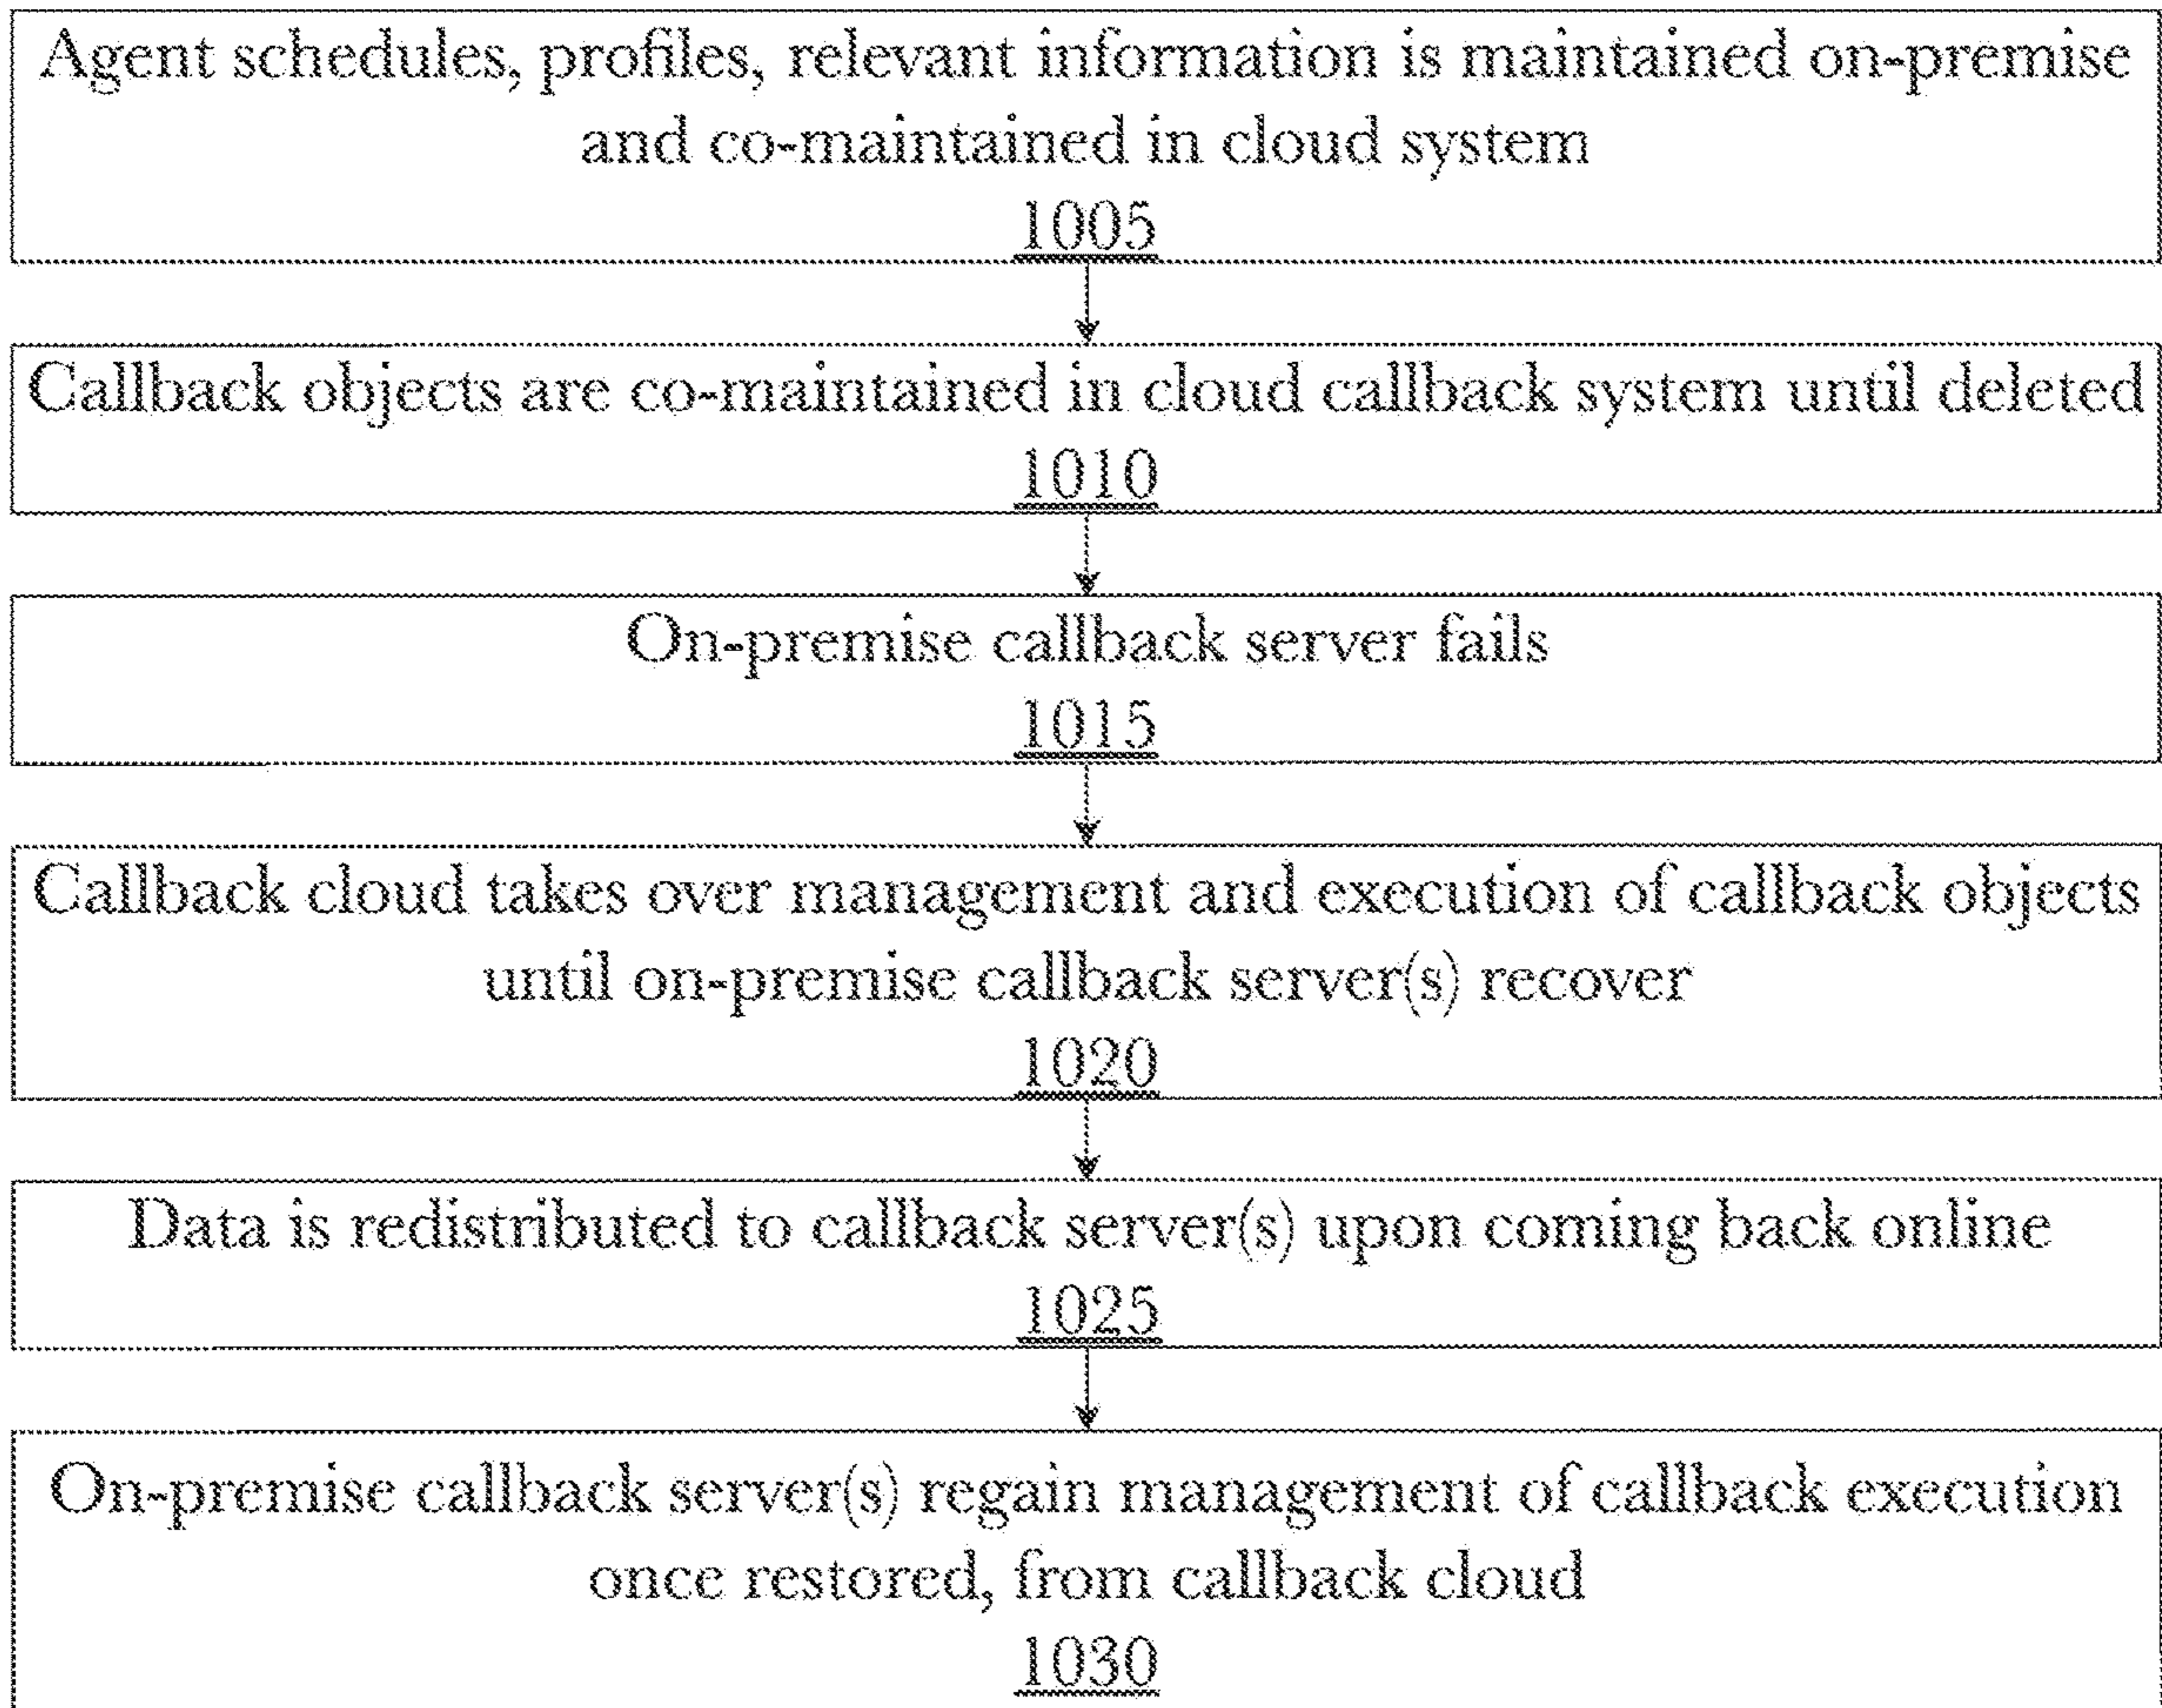 Agent schedules, profiles, relevant information is maintained on-premise
and co-maintained in cloud system
1005
Callback objects are co-maintained in cloud callback system until deleted
1010
On-premise callback server fails
1015
Callback cloud takes over management and execution of callback objects
until on-premise callback server(s) recover
1020
Data is redistributed to callback server(s) upon coming back online
1025
On-premise callback server(s) regain management of callback execution
once restored, from callback cloud
1030